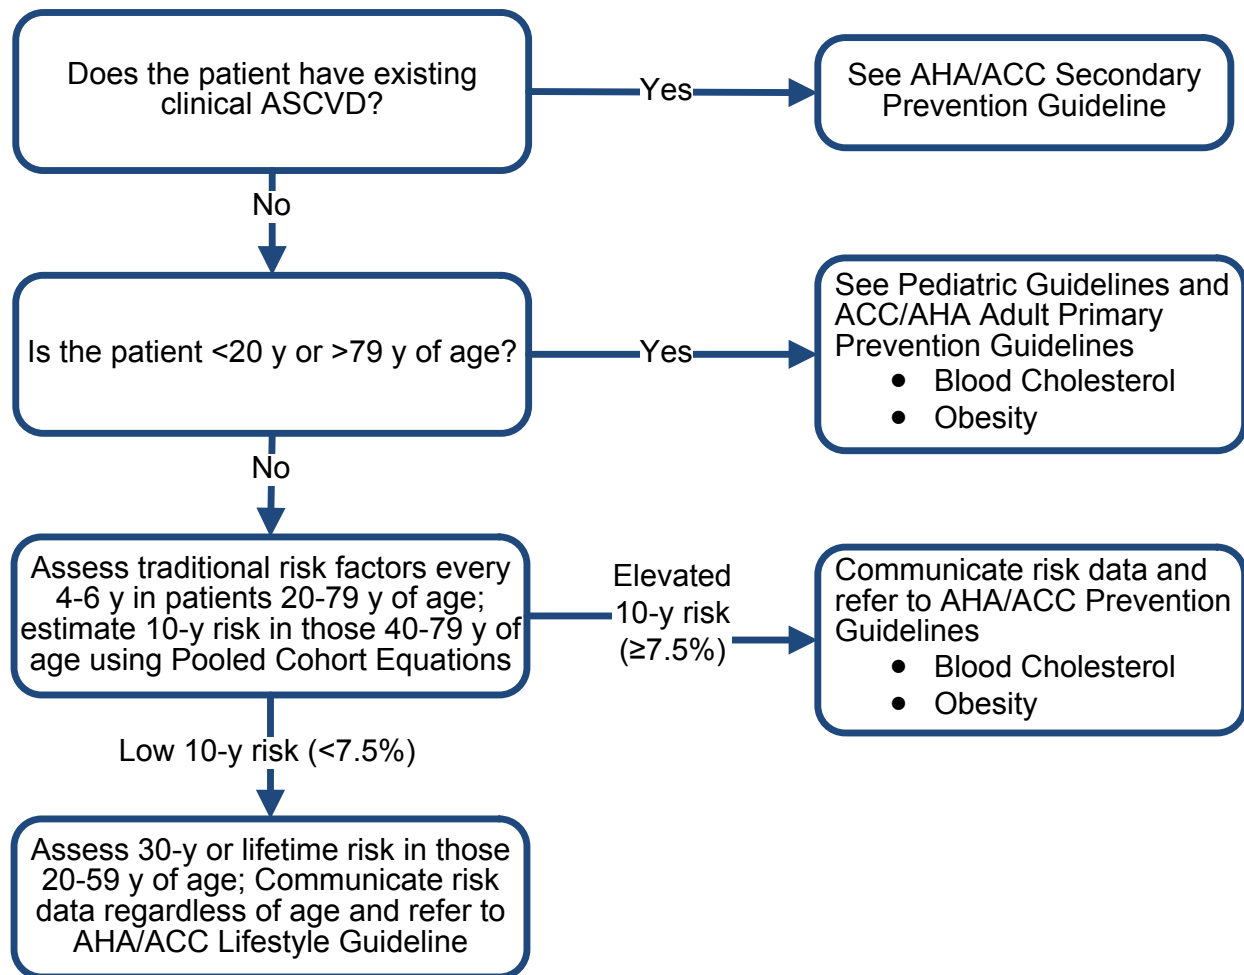 Does the patient have existing
clinical ASCVD?
Yes
See AHA/ACC Secondary
Prevention Guideline
No
Is the patient <20 y or >79 y of age?
Yes
See Pediatric Guidelines and
ACC/AHA Adult Primary
Prevention Guidelines
• Blood Cholesterol
• Obesity
No
Assess traditional risk factors every
4-6 y in patients 20-79 y of age;
estimate 10-y risk in those 40-79 y of
age using Pooled Cohort Equations
Elevated
10-y risk
(≥7.5%)
Communicate risk data and
refer to AHA/ACC Prevention
Guidelines
• Blood Cholesterol
• Obesity
Low 10-y risk (<7.5%)
Assess 30-y or lifetime risk in those
20-59 y of age; Communicate risk
data regardless of age and refer to
AHA/ACC Lifestyle Guideline